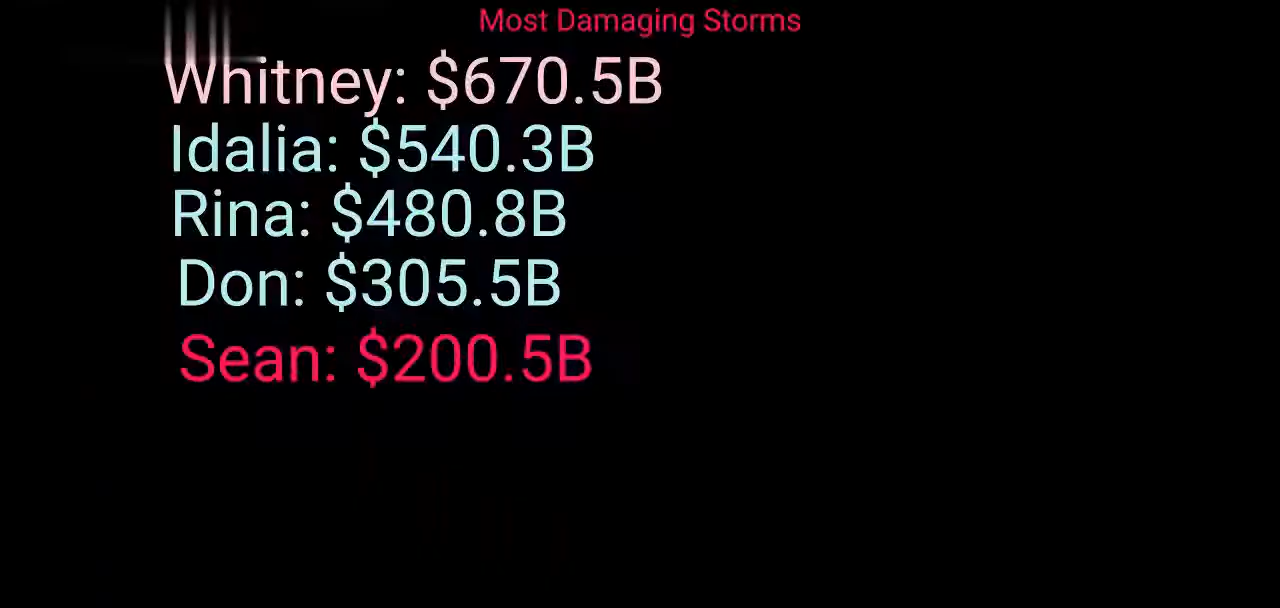 Most Damaging Storms
Whitney: $670.5B
Idalia: $540.3B
Rina: $480.8B
Don: $305.5B
Sean: $200.5B